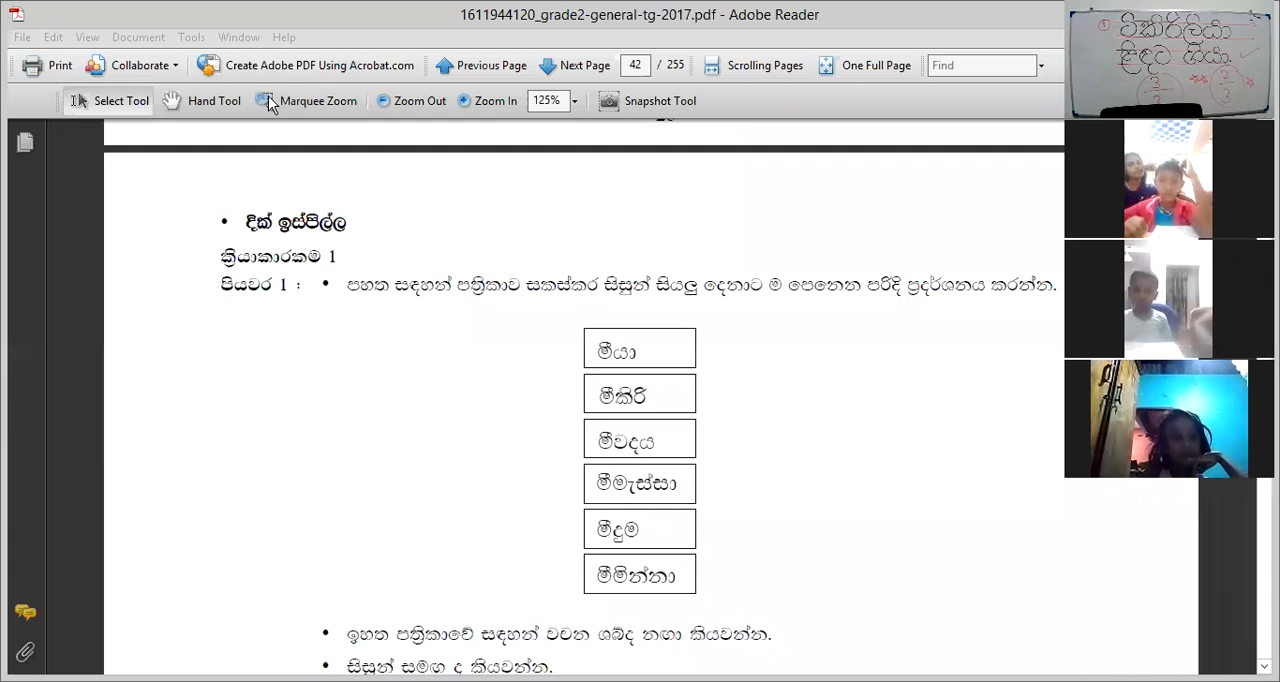 1611944120_grade2-general-tg-2017.pdf - Adobe Reader
File Edit View Document Tools Window Help
Print Collaborate Create Adobe PDF Using Acrobat.com Previous Page Next Page 42 / 255 Scrolling Pages One Full Page Find
Select Tool Hand Tool Marquee Zoom Zoom Out Zoom In 125% Snapshot Tool
ටිකිරිලියා
ළිඳට ගියා.
• දික් ඉස්පිල්ල
ක්‍රියාකාරකම 1
පියවර 1 : • පහත සඳහන් පත්‍රිකාව සකස්කර සිසුන් සියලු දෙනාට ම පෙනෙන පරිදි ප්‍රදර්ශනය කරන්න.
මීයා
මීකිරි
මීවදය
මීමැස්සා
මීදුම
මීමින්නා
• ඉහත පත්‍රිකාවේ සඳහන් වචන ශබ්ද නඟා කියවන්න.
• සිසුන් සමඟ ද කියවන්න.